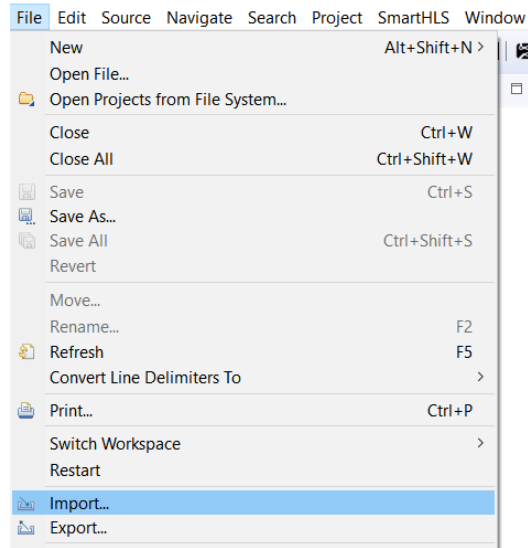 File Edit Source Navigate Search Project SmartHLS Window
New Alt+Shift+N >
Open File...
Open Projects from File System...
Close Ctrl+W
Close All Ctrl+Shift+W
Save Ctrl+S
Save As...
Save All Ctrl+Shift+S
Revert
Move...
Rename... F2
Refresh F5
Convert Line Delimiters To >
Print... Ctrl+P
Switch Workspace >
Restart
Import...
Export...